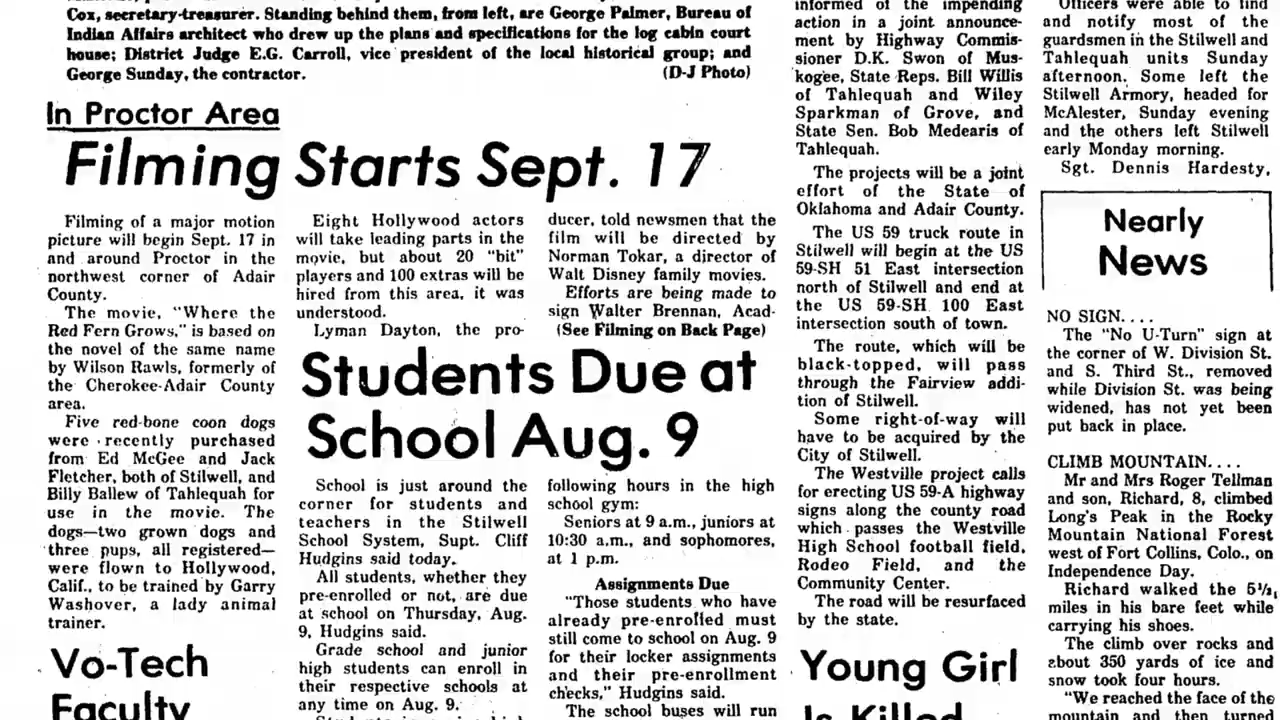 Cox, secretary-treasurer. Standing behind them, from left, are George Palmer, Bureau of
Indian Affairs architect who drew up the plans and specifications for the log cabin court
house; District Judge E.G. Carroll, vice president of the local historical group; and
George Sunday, the contractor. (D-J Photo)
In Proctor Area
Filming Starts Sept. 17
Filming of a major motion
picture will begin Sept. 17 in
and around Proctor in the
northwest corner of Adair
County.
The movie, "Where the
Red Fern Grows," is based on
the novel of the same name
by Wilson Rawls, formerly of
the Cherokee-Adair County
area.
Five red-bone coon dogs
were recently purchased
from Ed McGee and Jack
Fletcher, both of Stilwell, and
Billy Ballew of Tahlequah for
use in the movie. The
dogs—two grown dogs and
three pups, all registered—
were flown to Hollywood,
Calif., to be trained by Garry
Washover, a lady animal
trainer.
Eight Hollywood actors
will take leading parts in the
movie, but about 20 "bit"
players and 100 extras will be
hired from this area, it was
understood.
Lyman Dayton, the pro-
ducer, told newsmen that the
film will be directed by
Norman Tokar, a director of
Walt Disney family movies.
Efforts are being made to
sign Walter Brennan, Acad-
(See Filming on Back Page)
Vo-Tech
Faculty
Students Due at
School Aug. 9
School is just around the
corner for students and
teachers in the Stilwell
School System, Supt. Cliff
Hudgins said today.
All students, whether they
pre-enrolled or not, are due
at school on Thursday, Aug.
9, Hudgins said.
Grade school and junior
high students can enroll in
their respective schools at
any time on Aug. 9.
following hours in the high
school gym:
Seniors at 9 a.m., juniors at
10:30 a.m., and sophomores,
at 1 p.m.
Assignments Due
"Those students who have
already pre-enrolled must
still come to school on Aug. 9
for their locker assignments
and their pre-enrollment
checks," Hudgins said.
The school buses will run
informed of the impending
action in a joint announce-
ment by Highway Commis-
sioner D.K. Swon of Mus-
kogee, State Reps. Bill Willis
of Tahlequah and Wiley
Sparkman of Grove, and
State Sen. Bob Medearis of
Tahlequah.
The projects will be a joint
effort of the State of
Oklahoma and Adair County.
The US 59 truck route in
Stilwell will begin at the US
59-SH 51 East intersection
north of Stilwell and end at
the US 59-SH 100 East
intersection south of town.
The route, which will be
black-topped, will pass
through the Fairview addi-
tion of Stilwell.
Some right-of-way will
have to be acquired by the
City of Stilwell.
The Westville project calls
for erecting US 59-A highway
signs along the county road
which passes the Westville
High School football field,
Rodeo Field, and the
Community Center.
The road will be resurfaced
by the state.
Young Girl
Is Killed
Officers were able to find
and notify most of the
guardsmen in the Stilwell and
Tahlequah units Sunday
afternoon. Some left the
Stilwell Armory, headed for
McAlester, Sunday evening
and the others left Stilwell
early Monday morning.
Sgt. Dennis Hardesty,
Nearly
News
NO SIGN....
The "No U-Turn" sign at
the corner of W. Division St.
and S. Third St., removed
while Division St. was being
widened, has not yet been
put back in place.
CLIMB MOUNTAIN....
Mr and Mrs Roger Tellman
and son, Richard, 8, climbed
Long's Peak in the Rocky
Mountain National Forest
west of Fort Collins, Colo., on
Independence Day.
Richard walked the 5½
miles in his bare feet while
carrying his shoes.
The climb over rocks and
about 350 yards of ice and
snow took four hours.
"We reached the face of the
mountain and then turned